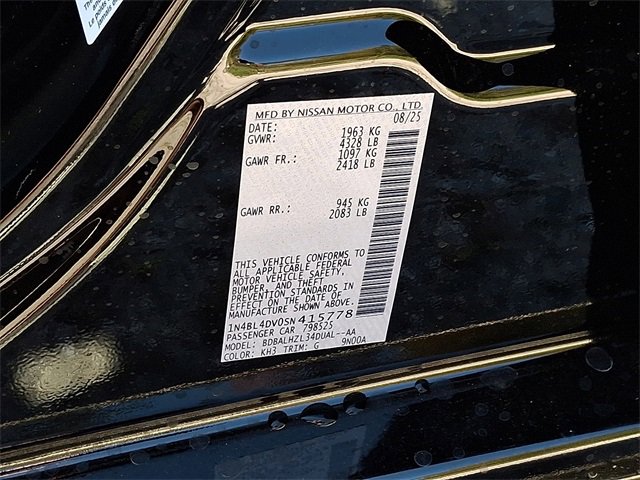 MFD BY NISSAN MOTOR CO., LTD.
DATE: 08/25
GVWR: 1963 KG
4328 LB
GAWR FR.: 1097 KG
2418 LB
GAWR RR.: 945 KG
2083 LB
THIS VEHICLE CONFORMS TO
ALL APPLICABLE FEDERAL
MOTOR VEHICLE SAFETY,
BUMPER, AND THEFT
PREVENTION STANDARDS IN
EFFECT ON THE DATE OF
MANUFACTURE SHOWN ABOVE.
1N4BL4DV0SN415778
PASSENGER CAR 798525
MODEL: BDBALHZL34DUAL--AA
COLOR: KH3 TRIM: G 9N00A